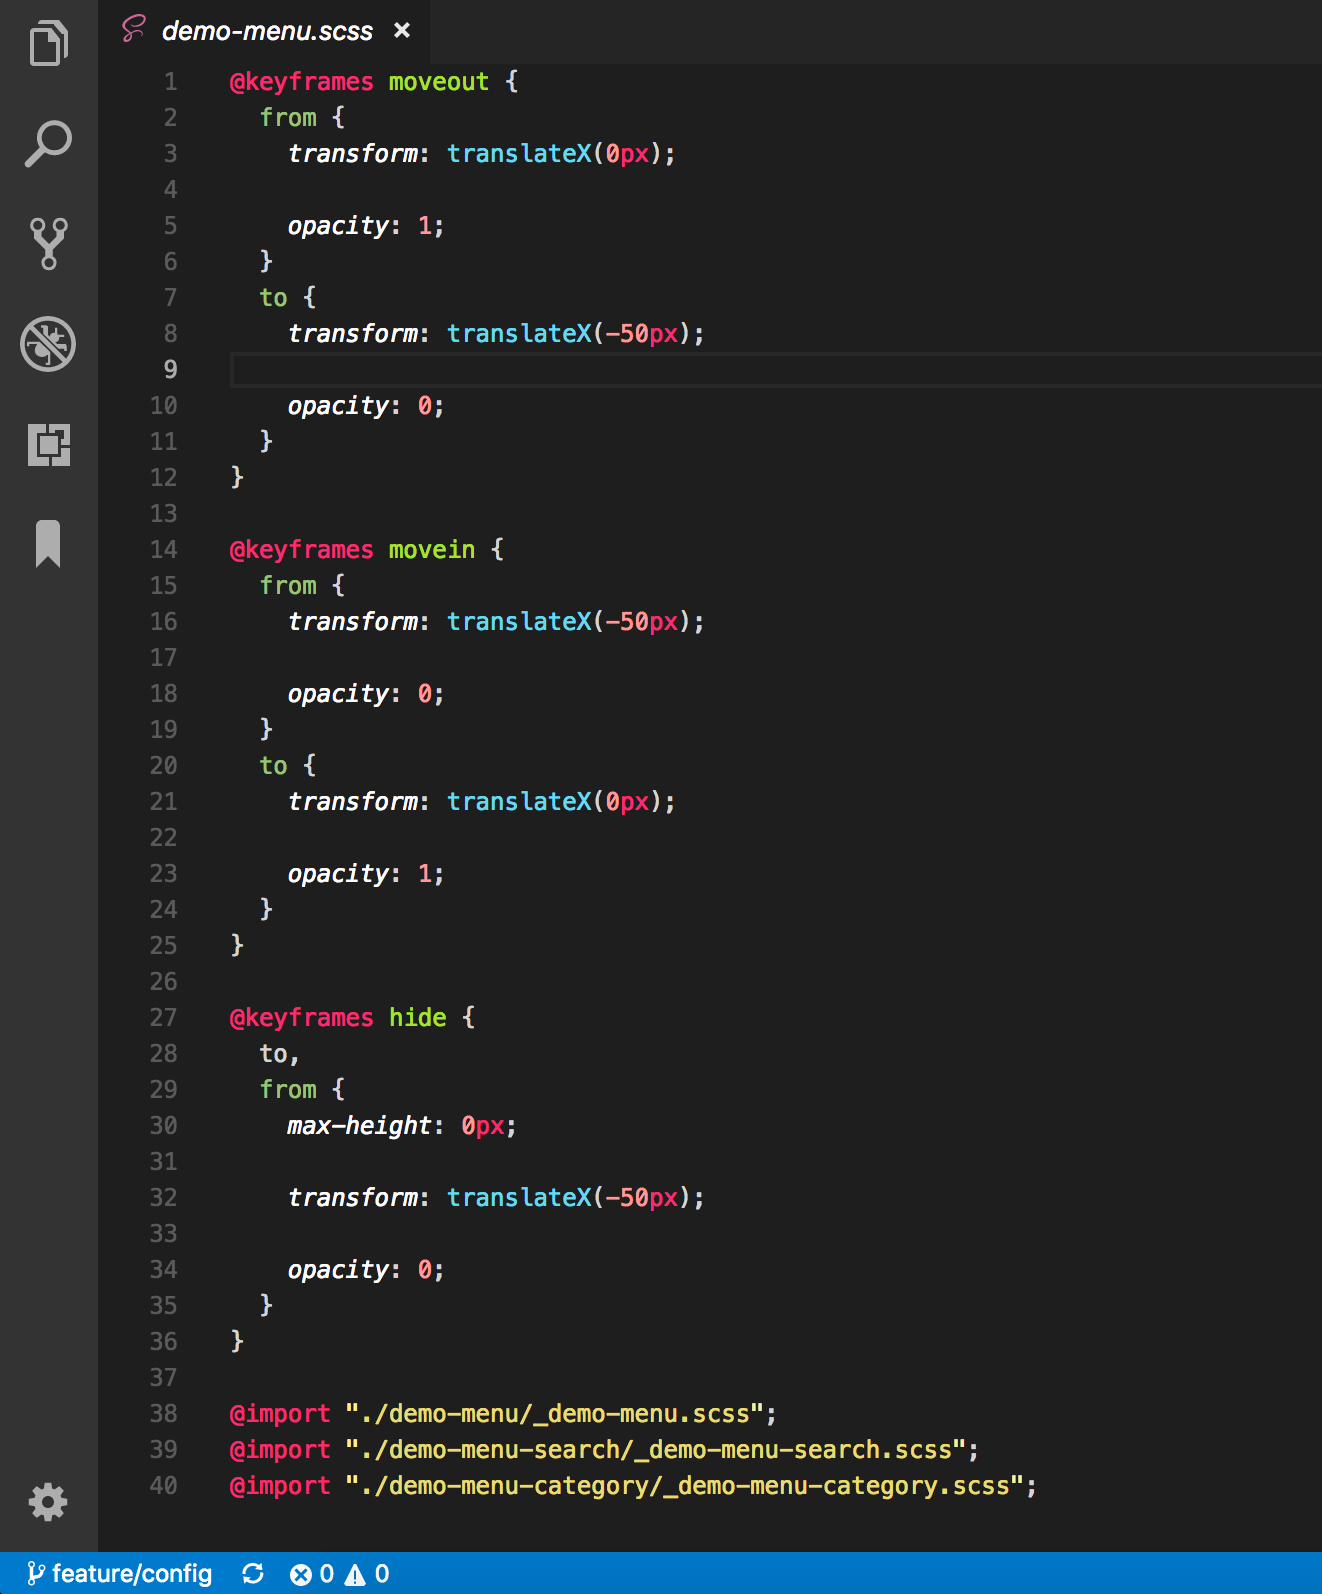 demo-menu.scss ×
1 @keyframes moveout {
2 from {
3 transform: translateX(0px);
4
5 opacity: 1;
6 }
7 to {
8 transform: translateX(-50px);
9
10 opacity: 0;
11 }
12 }
13
14 @keyframes movein {
15 from {
16 transform: translateX(-50px);
17
18 opacity: 0;
19 }
20 to {
21 transform: translateX(0px);
22
23 opacity: 1;
24 }
25 }
26
27 @keyframes hide {
28 to,
29 from {
30 max-height: 0px;
31
32 transform: translateX(-50px);
33
34 opacity: 0;
35 }
36 }
37
38 @import "./demo-menu/_demo-menu.scss";
39 @import "./demo-menu-search/_demo-menu-search.scss";
40 @import "./demo-menu-category/_demo-menu-category.scss";
feature/config 0 0